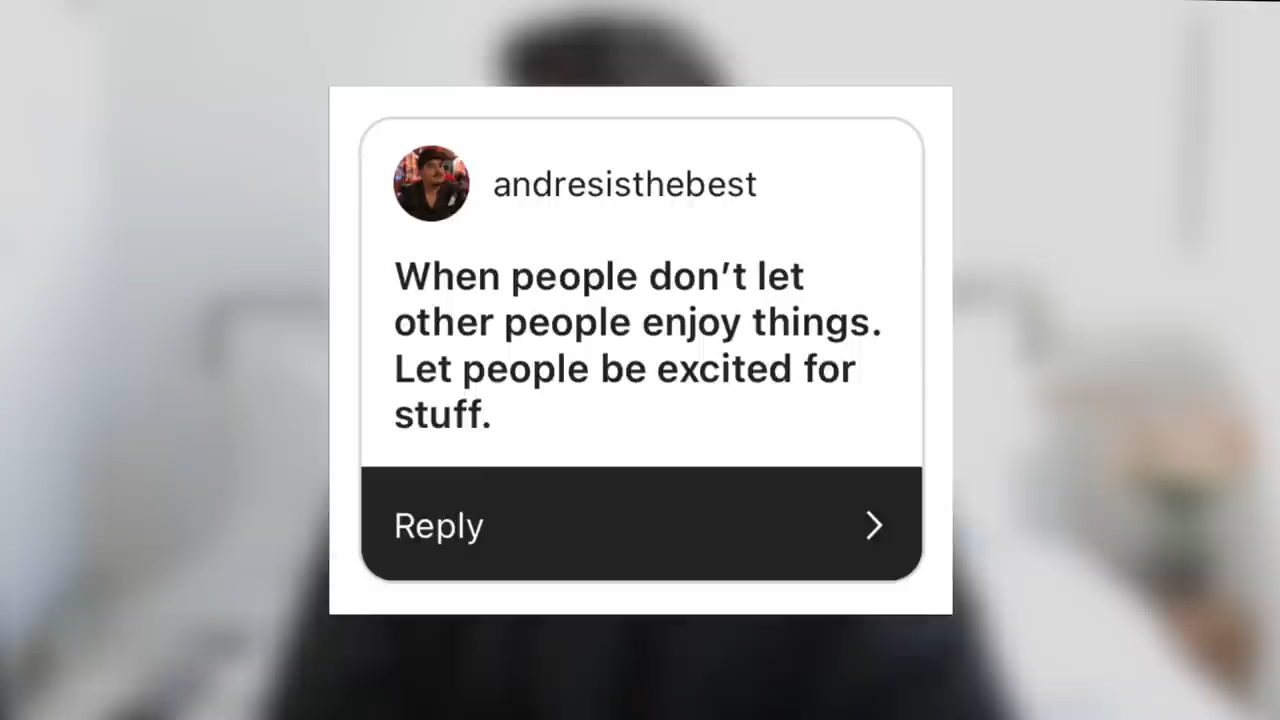 andresisthebest
When people don’t let
other people enjoy things.
Let people be excited for
stuff.
Reply